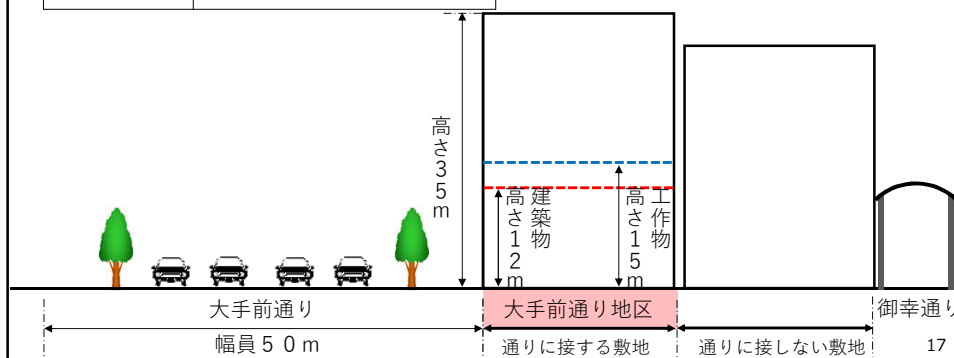 高さ３５ｍ
建築物
高さ１２ｍ
工作物
高さ１５ｍ
大手前通り
大手前通り地区
御幸通り
幅員５０ｍ
通りに接する敷地
通りに接しない敷地
17